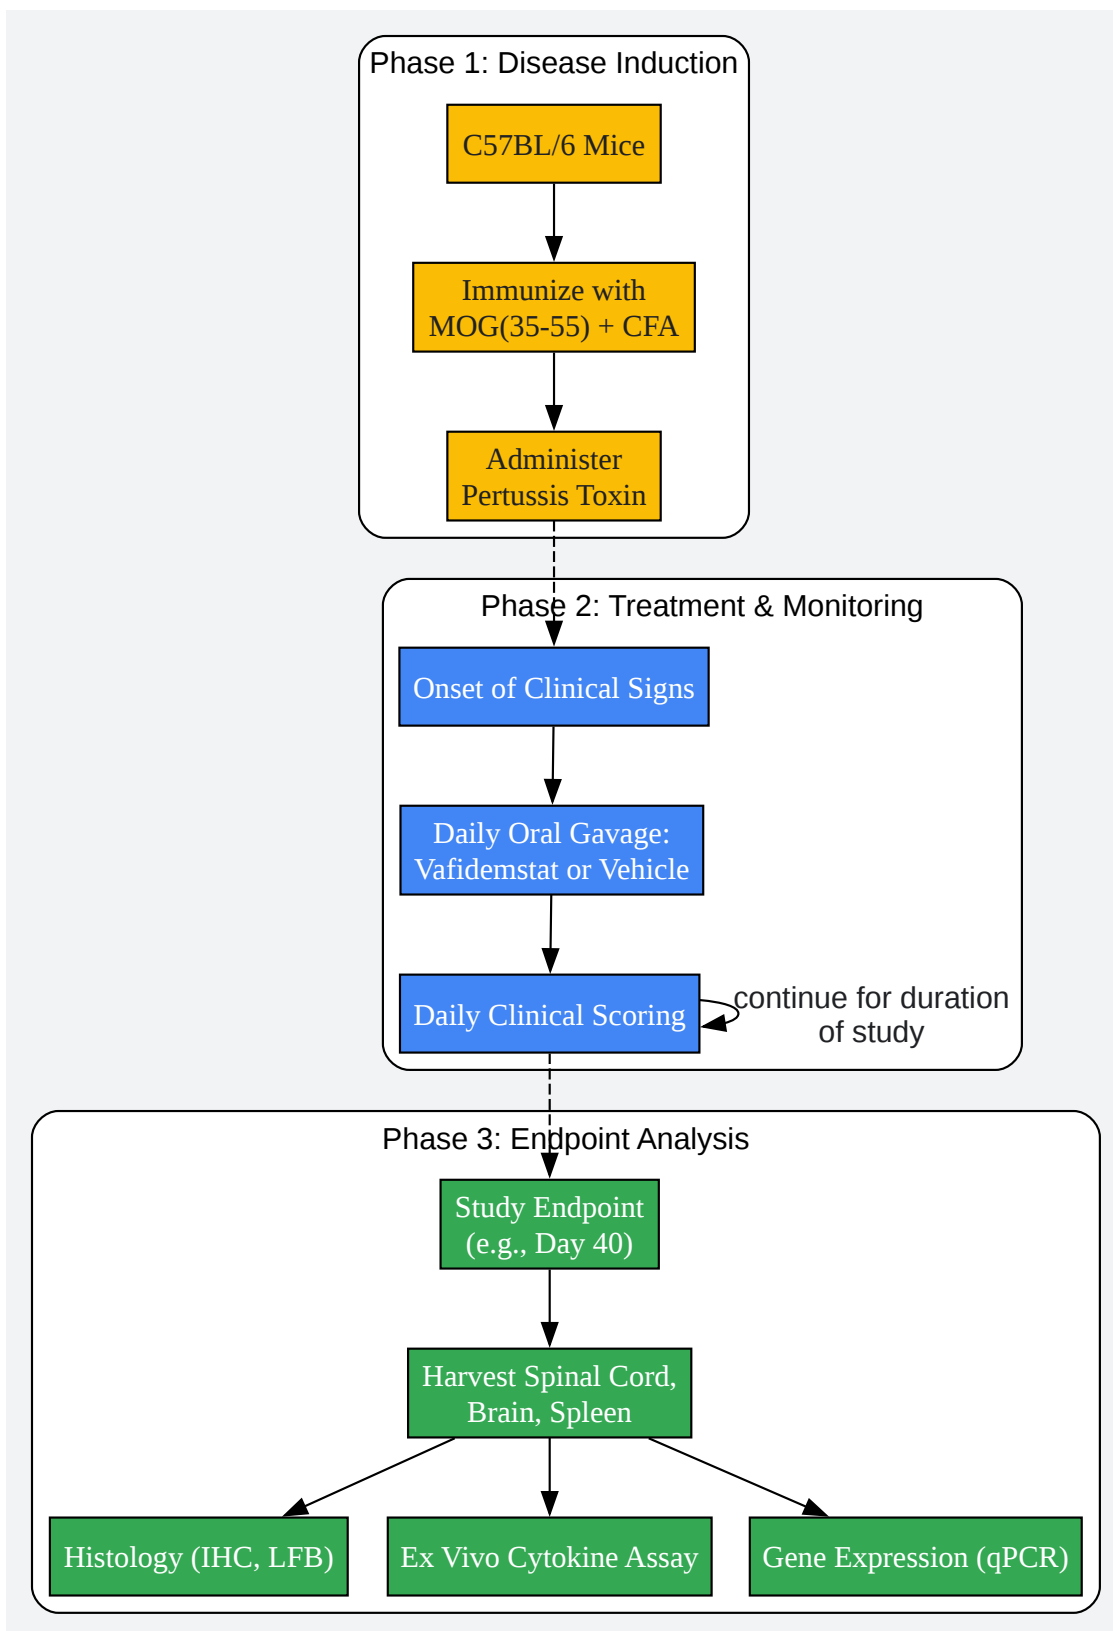 Phase 1: Disease Induction
C57BL/6 Mice
Immunize with
MOG(35-55) + CFA
Administer
Pertussis Toxin
Phase 2: Treatment & Monitoring
Onset of Clinical Signs
Daily Oral Gavage:
Vafidemstat or Vehicle
Daily Clinical Scoring
continue for duration
of study
Phase 3: Endpoint Analysis
Study Endpoint
(e.g., Day 40)
Harvest Spinal Cord,
Brain, Spleen
Histology (IHC, LFB)
Ex Vivo Cytokine Assay
Gene Expression (qPCR)